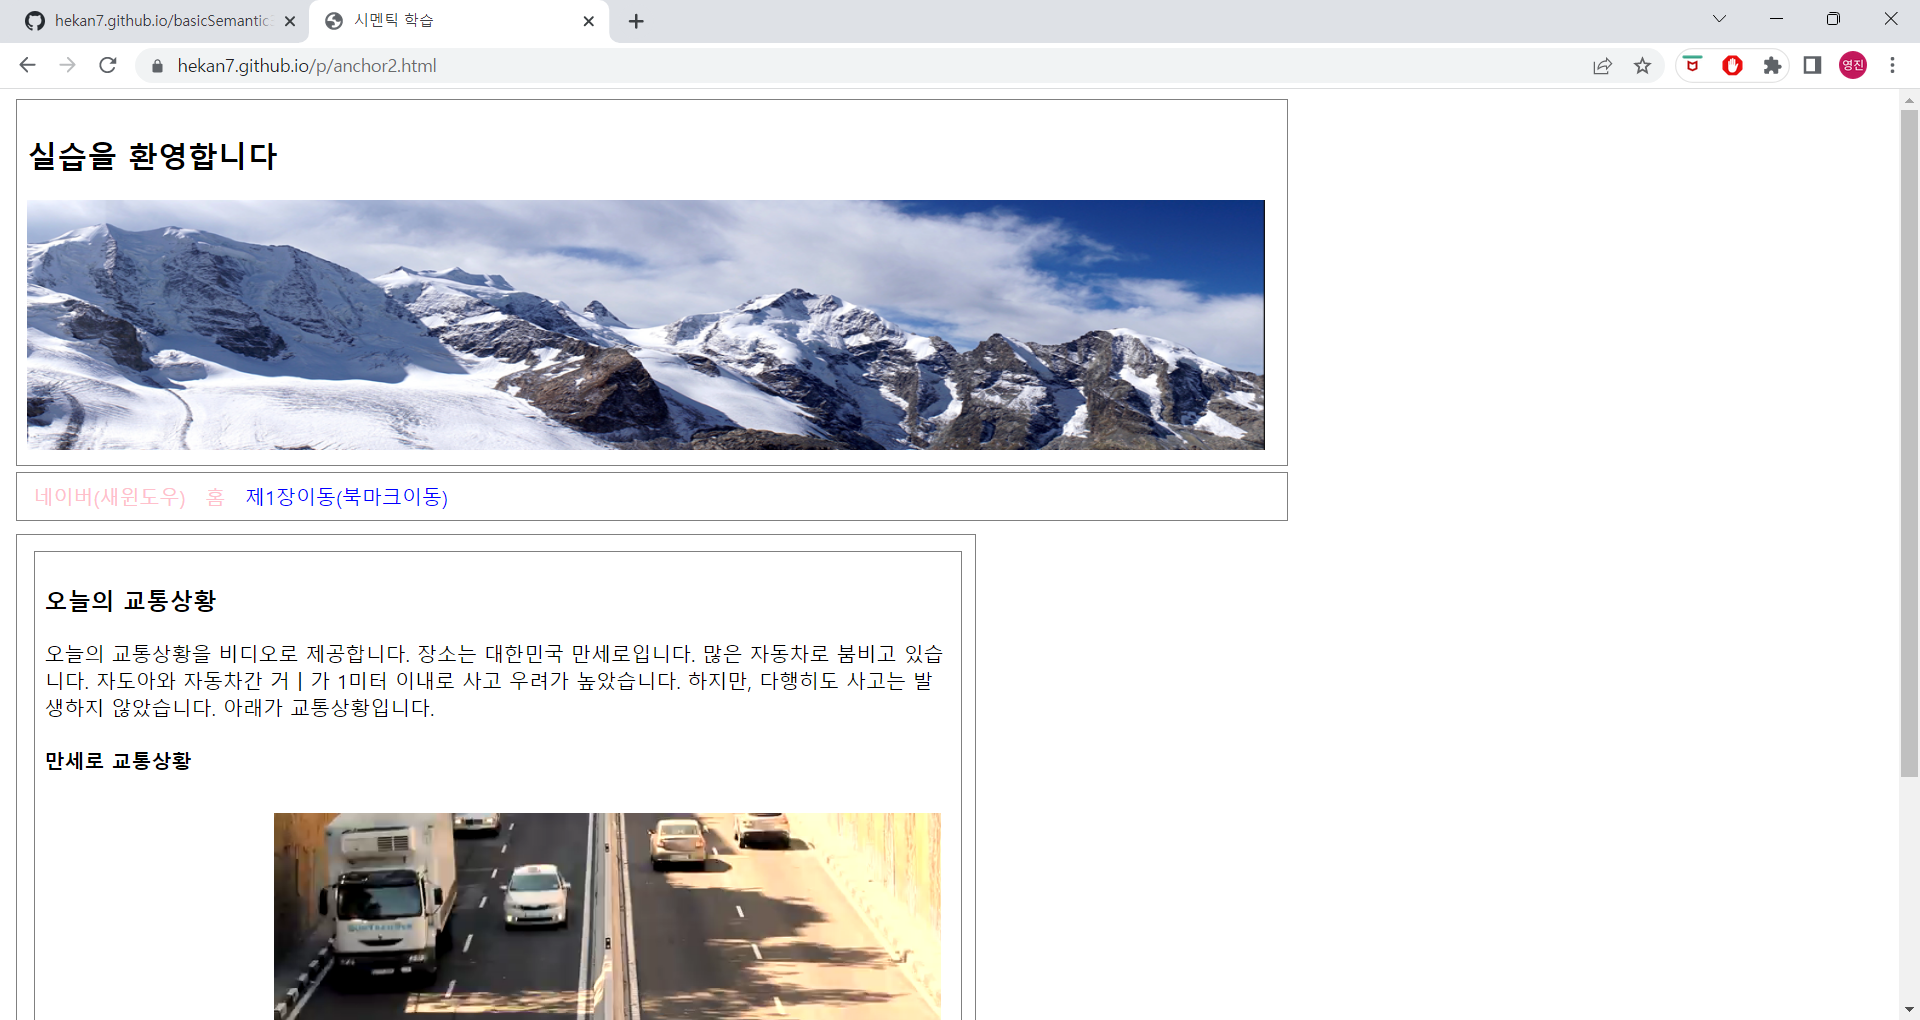 hekan7.github.io/basicSemantic
시멘틱 학습
hekan7.github.io/p/anchor2.html
영진
실습을 환영합니다
네이버(새윈도우) 홈 제1장이동(북마크이동)
오늘의 교통상황
오늘의 교통상황을 비디오로 제공합니다. 장소는 대한민국 만세로입니다. 많은 자동차로 붐비고 있습
니다. 자도아와 자동차간 거ㅣ가 1미터 이내로 사고 우려가 높았습니다. 하지만, 다행히도 사고는 발
생하지 않았습니다. 아래가 교통상황입니다.
만세로 교통상황